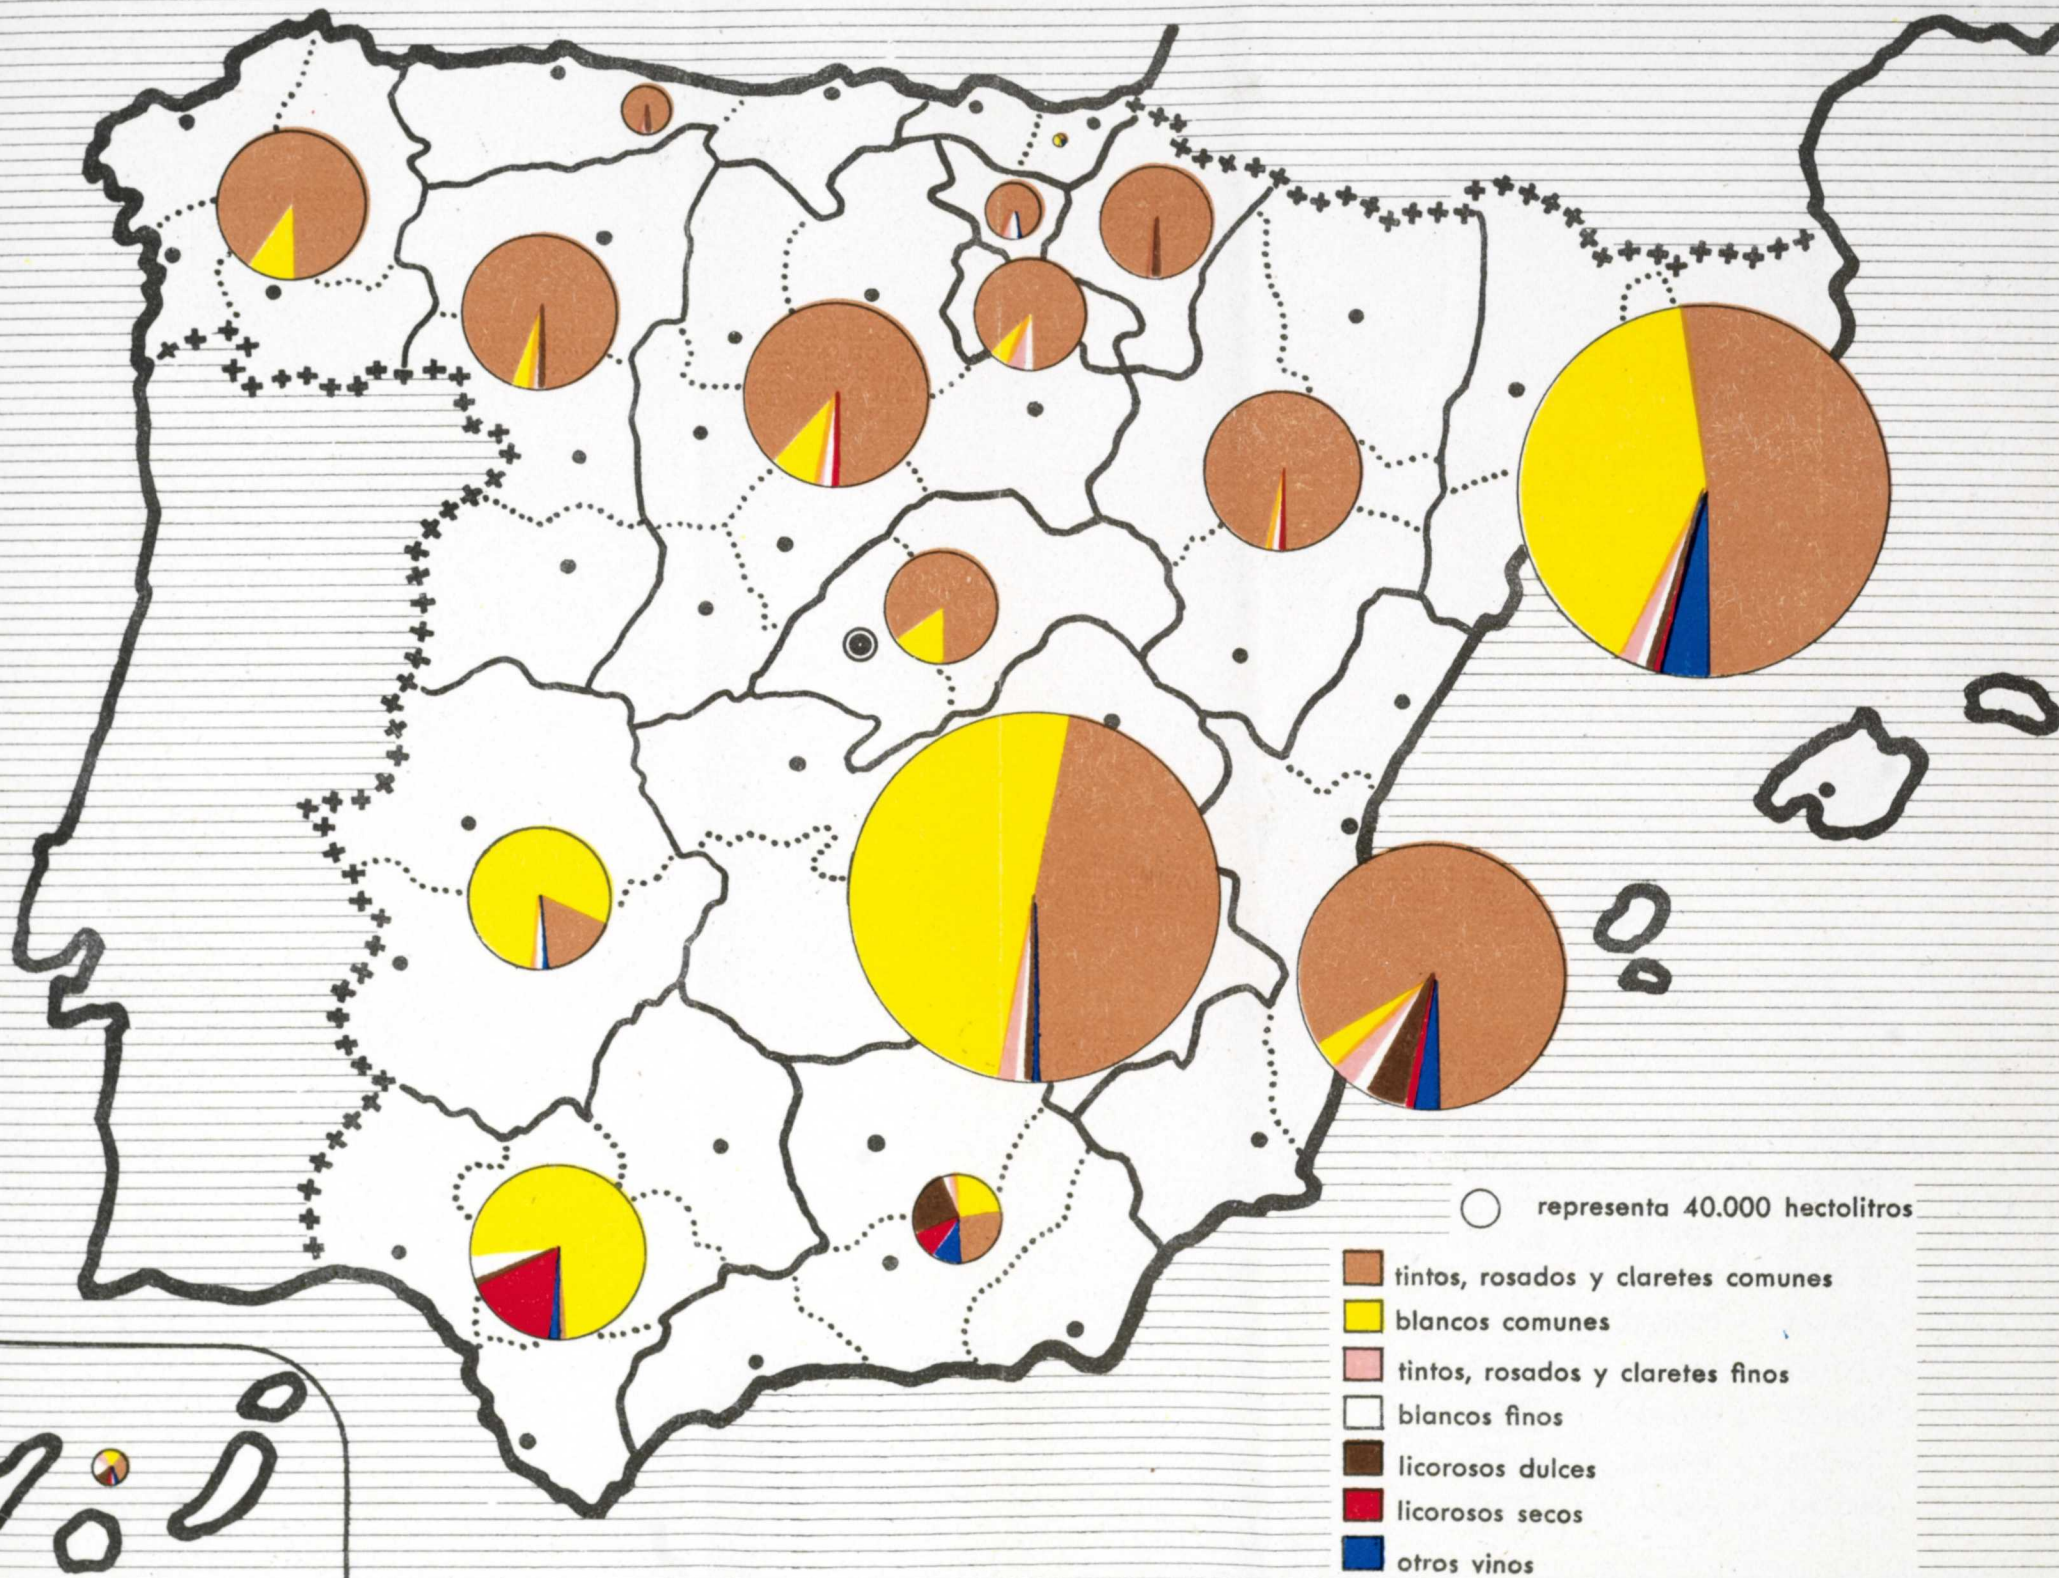 representa 40.000 hectolitros
tintos, rosados y claretes comunes
blancos comunes
tintos, rosados y claretes finos
blancos finos
licorosos dulces
licorosos secos
otros vinos